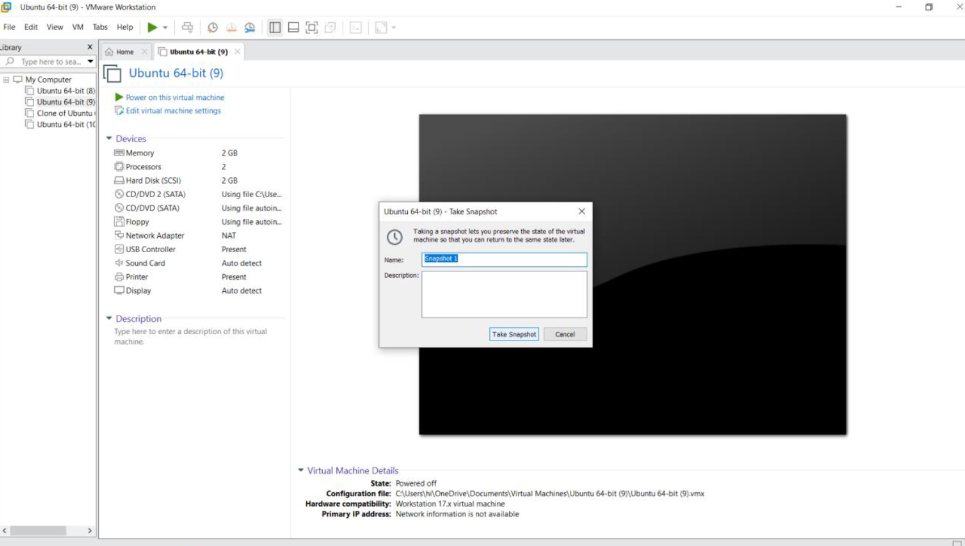 Ubuntu 64-bit (9) - VMware Workstation
File Edit View VM Tabs Help
Library
Type here to sea...
My Computer
Ubuntu 64-bit (8)
Ubuntu 64-bit (9)
Clone of Ubuntu
Ubuntu 64-bit (10
Home
Ubuntu 64-bit (9)
Ubuntu 64-bit (9)
Power on this virtual machine
Edit virtual machine settings
Devices
Memory 2 GB
Processors 2
Hard Disk (SCSI) 2 GB
CD/DVD 2 (SATA) Using file C:\Use...
CD/DVD (SATA) Using file autoin...
Floppy Using file autoin...
Network Adapter NAT
USB Controller Present
Sound Card Auto detect
Printer Present
Display Auto detect
Description
Type here to enter a description of this virtual
machine.
Ubuntu 64-bit (9) - Take Snapshot
Taking a snapshot lets you preserve the state of the virtual
machine so that you can return to the same state later.
Name: Snapshot 1
Description:
Take Snapshot Cancel
Virtual Machine Details
State: Powered off
Configuration file: C:\Users\hi\OneDrive\Documents\Virtual Machines\Ubuntu 64-bit (9)\Ubuntu 64-bit (9).vmx
Hardware compatibility: Workstation 17.x virtual machine
Primary IP address: Network information is not available